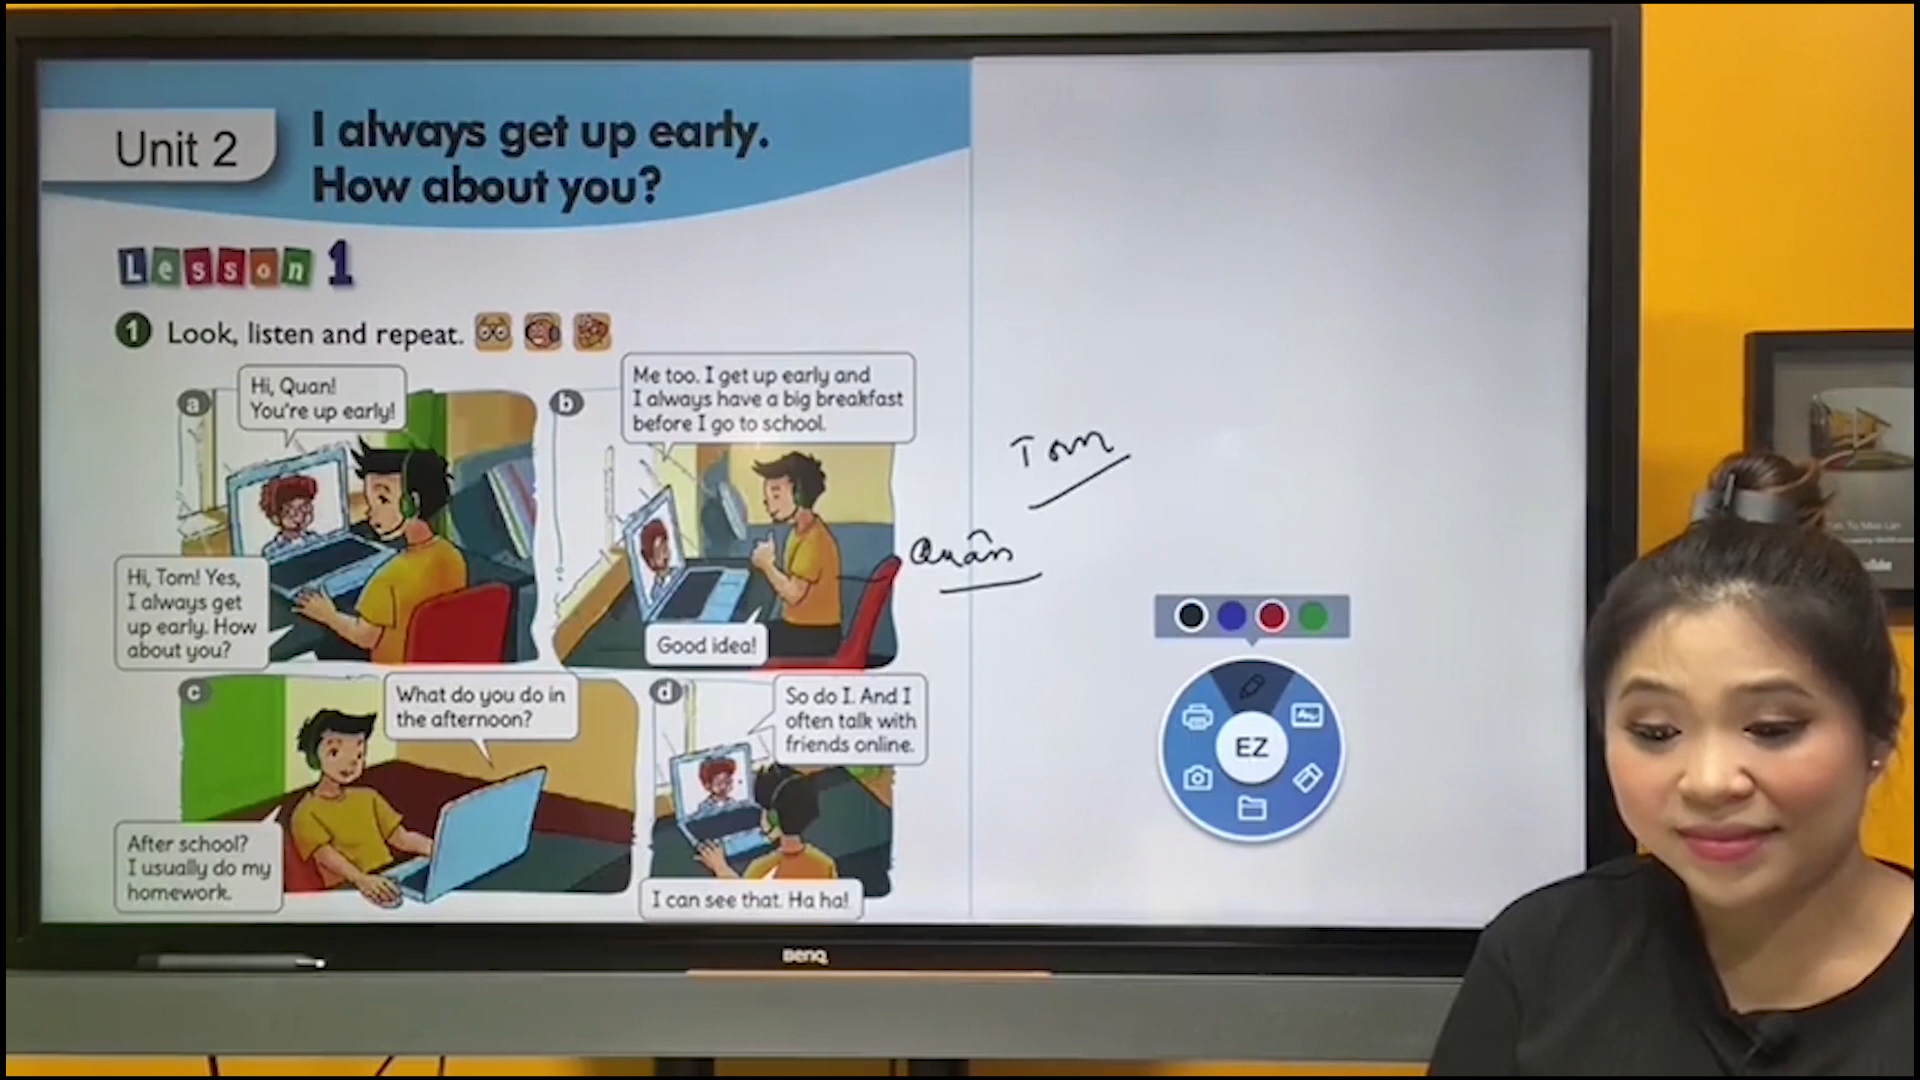 Unit 2
I always get up early.
How about you?
Lesson 1
1 Look, listen and repeat.
a
Hi, Quan!
You're up early!
Hi, Tom! Yes,
I always get
up early. How
about you?
b
Me too. I get up early and
I always have a big breakfast
before I go to school.
Good idea!
c
What do you do in
the afternoon?
After school?
I usually do my
homework.
d
So do I. And I
often talk with
friends online.
I can see that. Ha ha!
Tom
Quân
EZ
BenQ